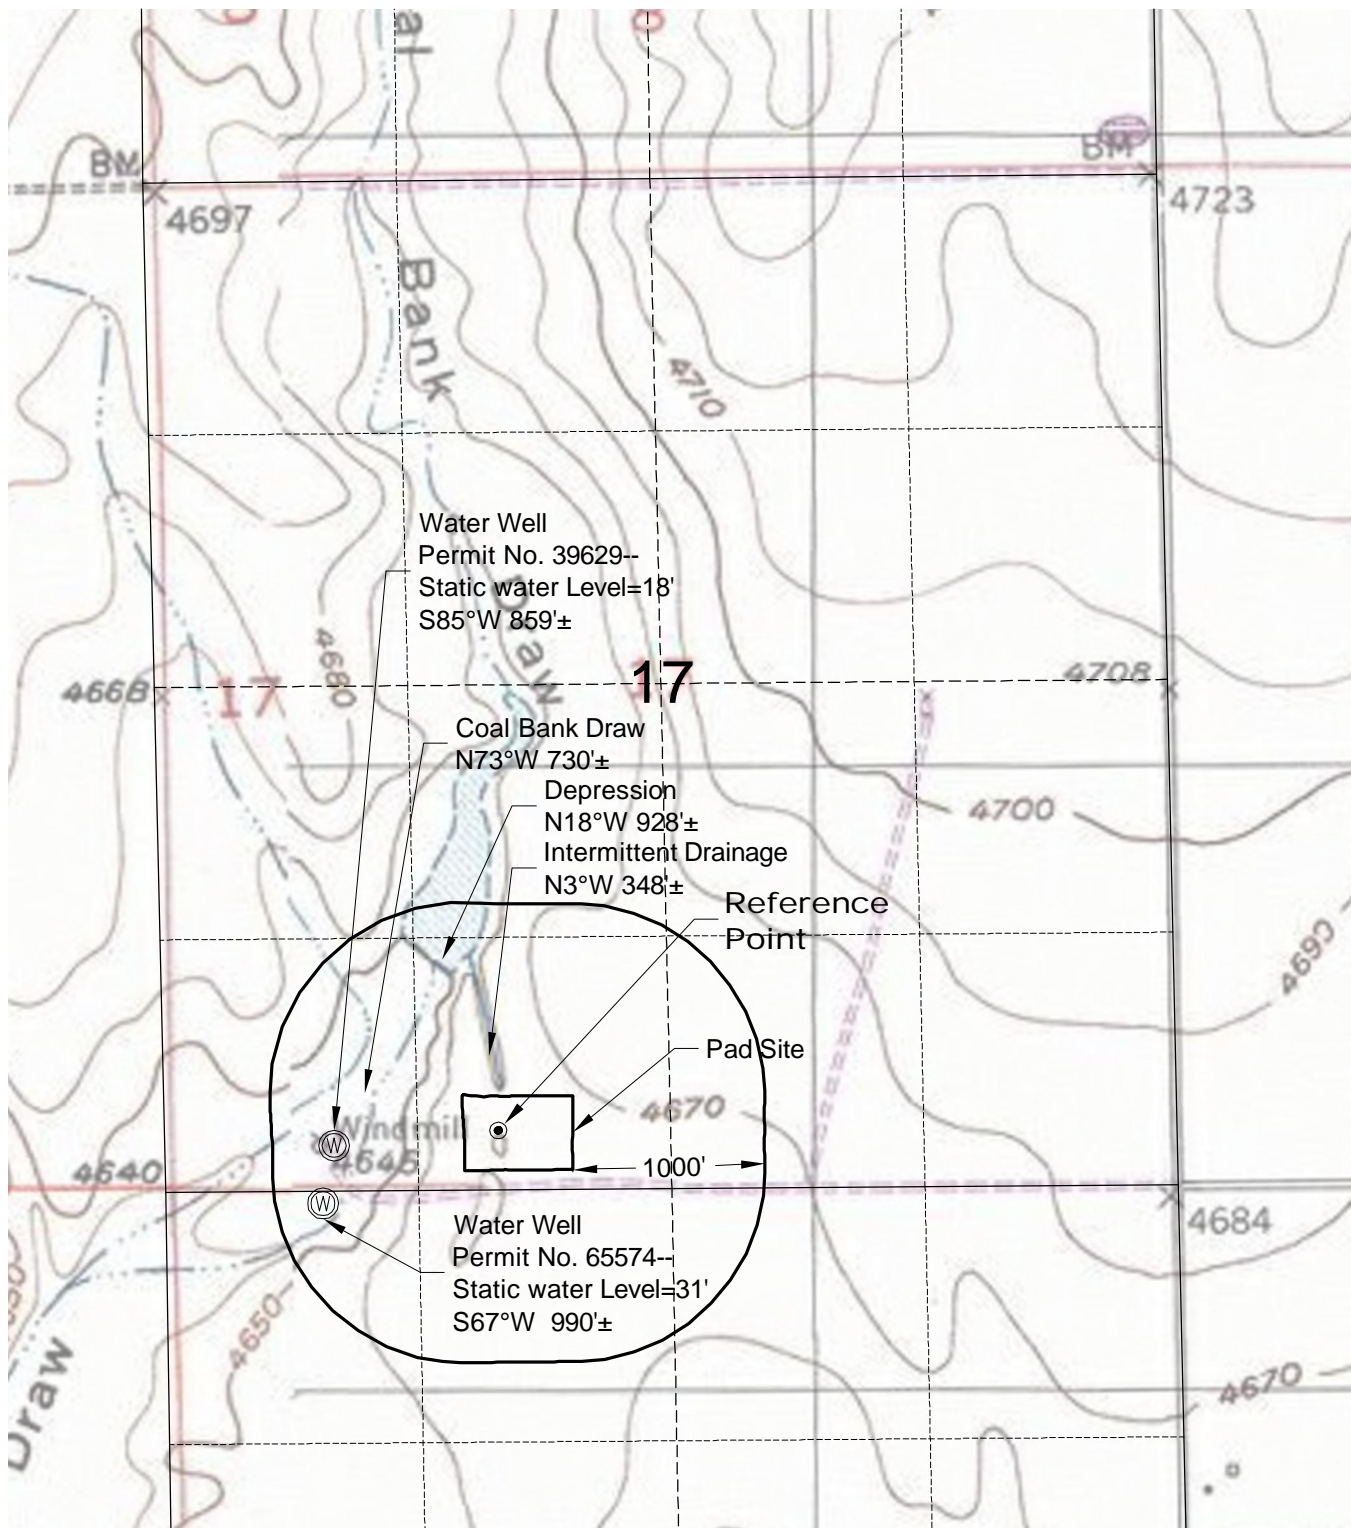 al
BM
BM
4697
4723
Bank
4710
Water Well
Permit No. 39629--
Static water Level=18'
S85°W 859'±
Draw
4680
17
17
4668
4708
Coal Bank Draw
N73°W 730'±
Depression
N18°W 928'±
4700
Intermittent Drainage
N3°W 348'±
Reference
Point
4690
Pad Site
4670
Windmill
W
4645
1000'
4640
W
4684
Water Well
Permit No. 65574--
Static water Level=31'
S67°W 990'±
4650
4670
Draw